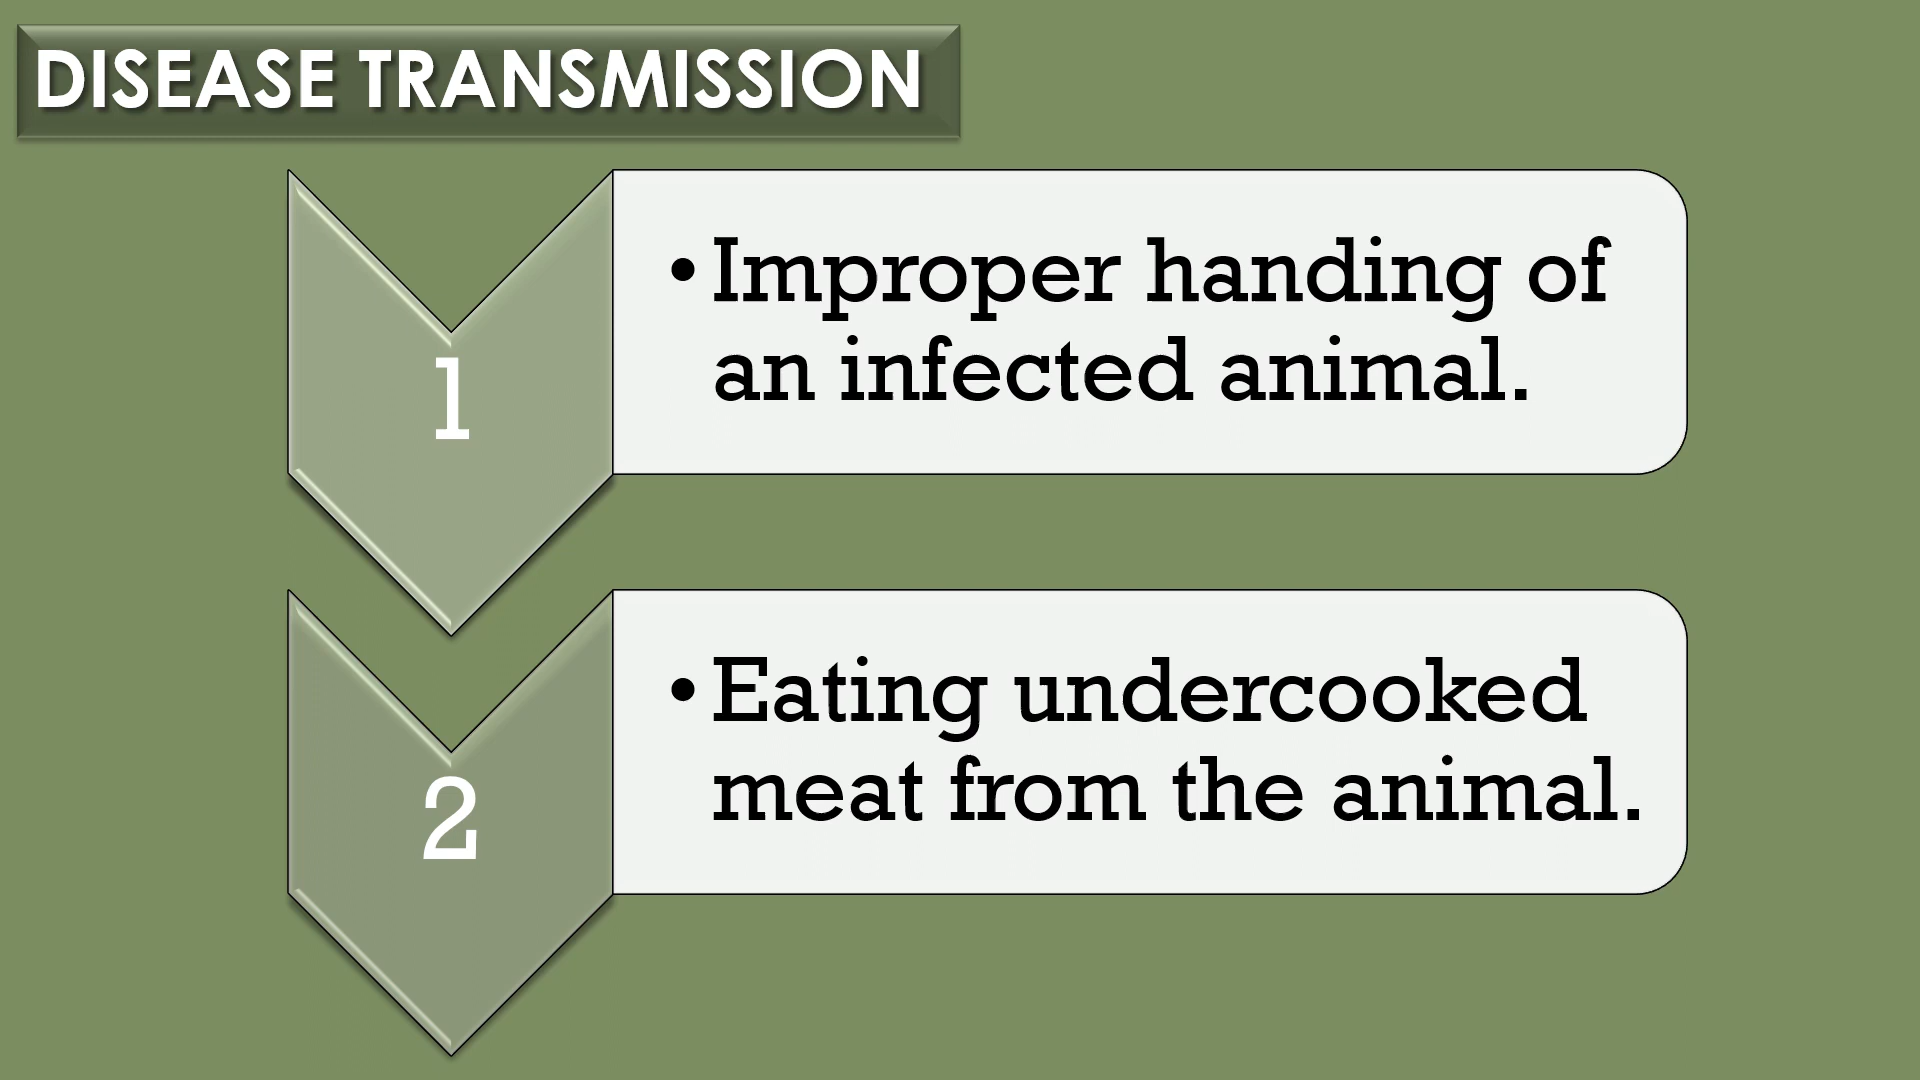 DISEASE TRANSMISSION
1
• Improper handing of
an infected animal.
2
• Eating undercooked
meat from the animal.